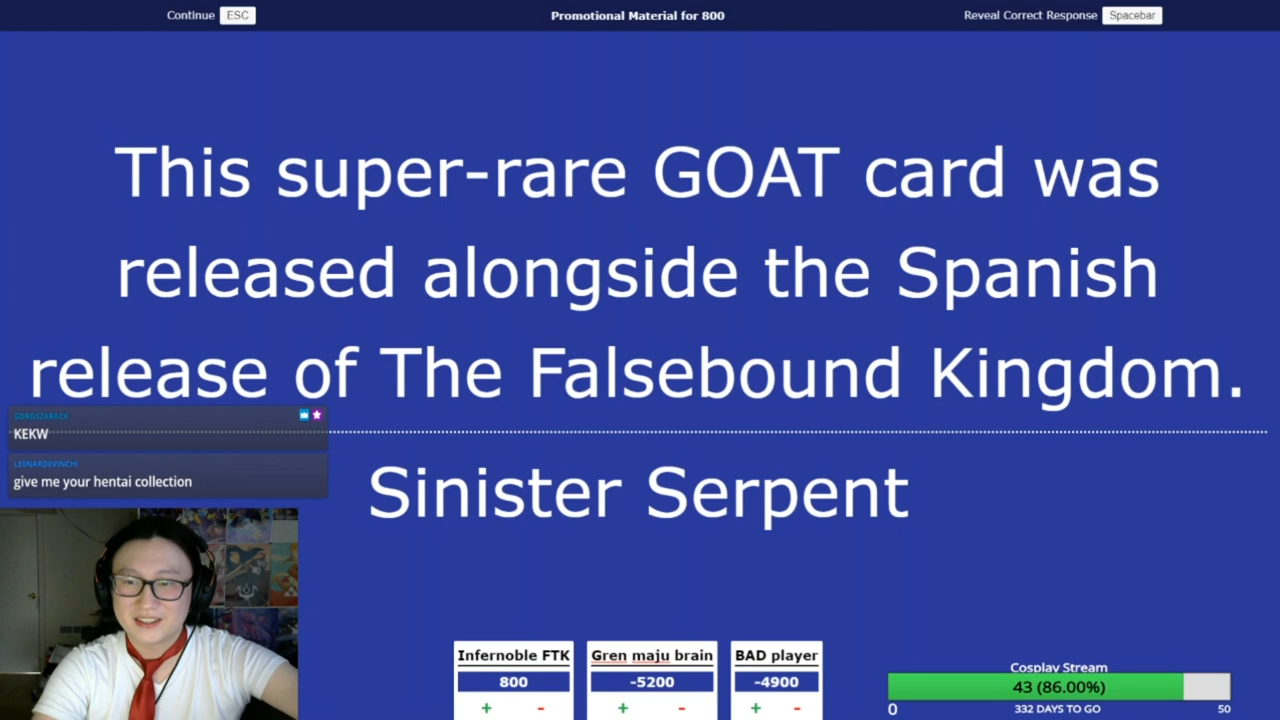 Continue ESC
Promotional Material for 800
Reveal Correct Response Spacebar
This super-rare GOAT card was
released alongside the Spanish
release of The Falsebound Kingdom.
Sinister Serpent
GOROSZARACH
KEKW
LEONARDOVINCHI
give me your hentai collection
Infernoble FTK
800
+ -
Gren maju brain
-5200
+ -
BAD player
-4900
+ -
Cosplay Stream
43 (86.00%)
0 332 DAYS TO GO 50